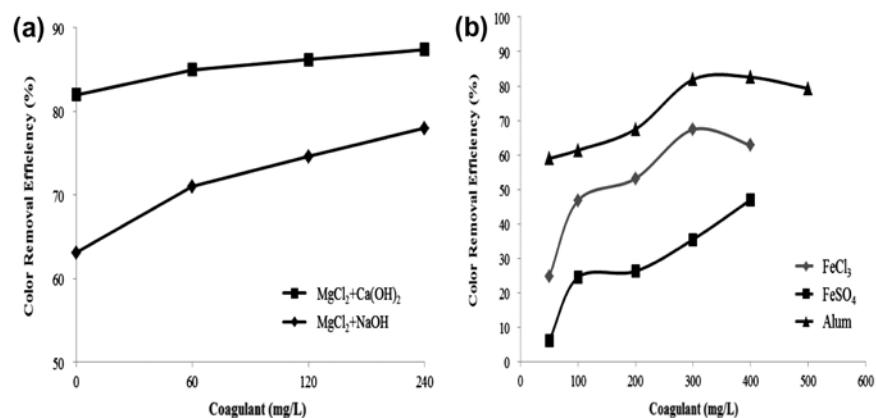 (a)
Color Removal Efficiency (%)
90
80
70
60
50
0
60
120
240
Coagulant (mg/L)
MgCl₂+Ca(OH)₂
MgCl₂+NaOH
(b)
Color Removal Efficiency (%)
100
90
80
70
60
50
40
30
20
10
0
0
100
200
300
400
500
600
Coagulant (mg/L)
FeCl₃
FeSO₄
Alum